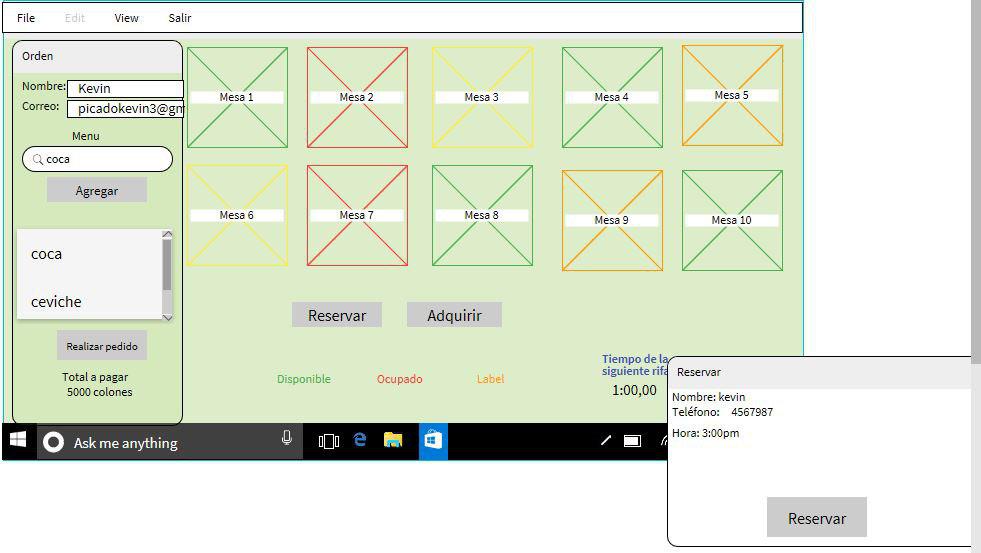 File Edit View Salir
Orden
Nombre: Kevin
Correo: picadokevin3@gm
Menu
coca
Agregar
coca
ceviche
Realizar pedido
Total a pagar
5000 colones
Mesa 1 Mesa 2 Mesa 3 Mesa 4 Mesa 5
Mesa 6 Mesa 7 Mesa 8 Mesa 9 Mesa 10
Reservar Adquirir
Disponible Ocupado Label
Tiempo de la
siguiente rifa
1:00,00
Ask me anything
Reservar
Nombre: kevin
Teléfono: 4567987
Hora: 3:00pm
Reservar